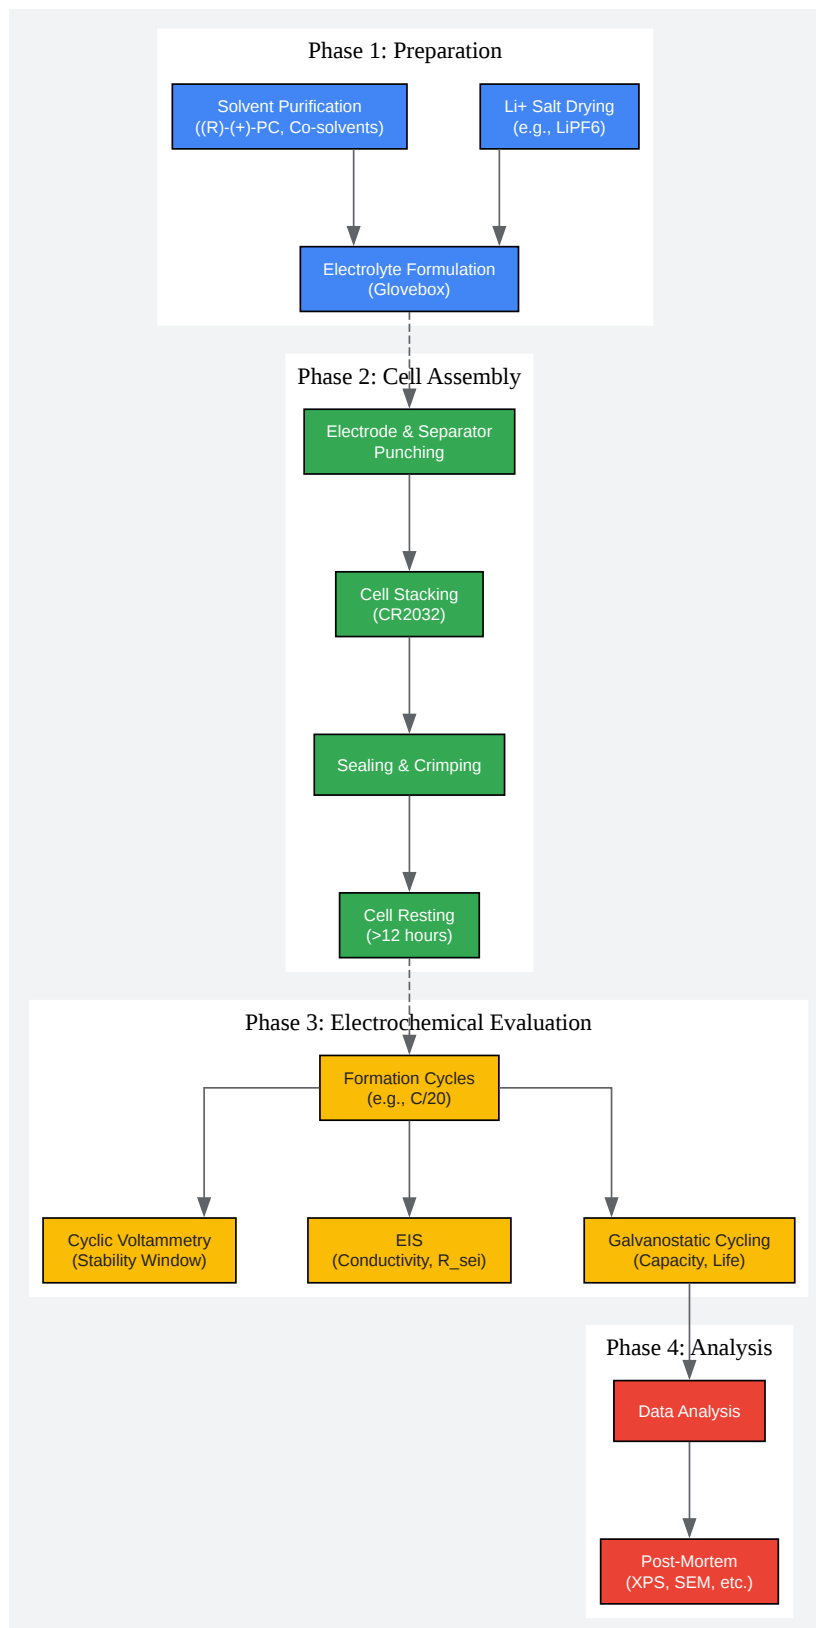 Phase 1: Preparation
Solvent Purification
((R)-(+)-PC, Co-solvents)
Li+ Salt Drying
(e.g., LiPF6)
Electrolyte Formulation
(Glovebox)
Phase 2: Cell Assembly
Electrode & Separator
Punching
Cell Stacking
(CR2032)
Sealing & Crimping
Cell Resting
(>12 hours)
Phase 3: Electrochemical Evaluation
Formation Cycles
(e.g., C/20)
Cyclic Voltammetry
(Stability Window)
EIS
(Conductivity, R_sei)
Galvanostatic Cycling
(Capacity, Life)
Phase 4: Analysis
Data Analysis
Post-Mortem
(XPS, SEM, etc.)